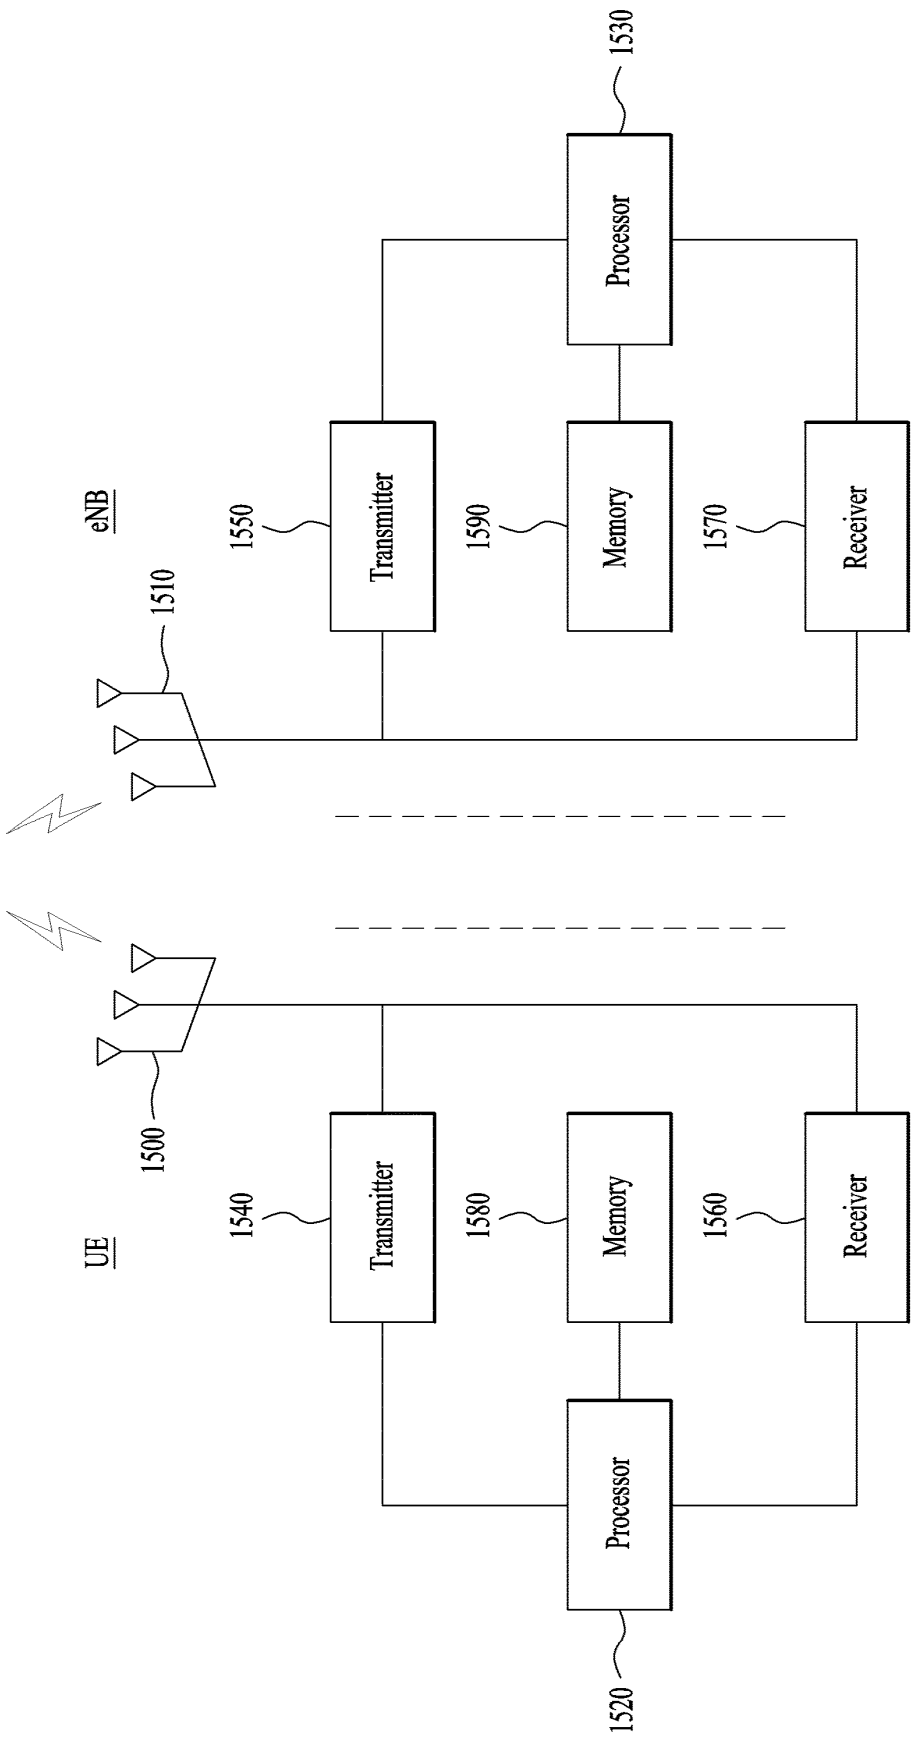 UE
eNB
1500
1510
1540
Transmitter
1550
Transmitter
1520
Processor
1580
Memory
1590
Memory
Processor
1530
1560
Receiver
1570
Receiver